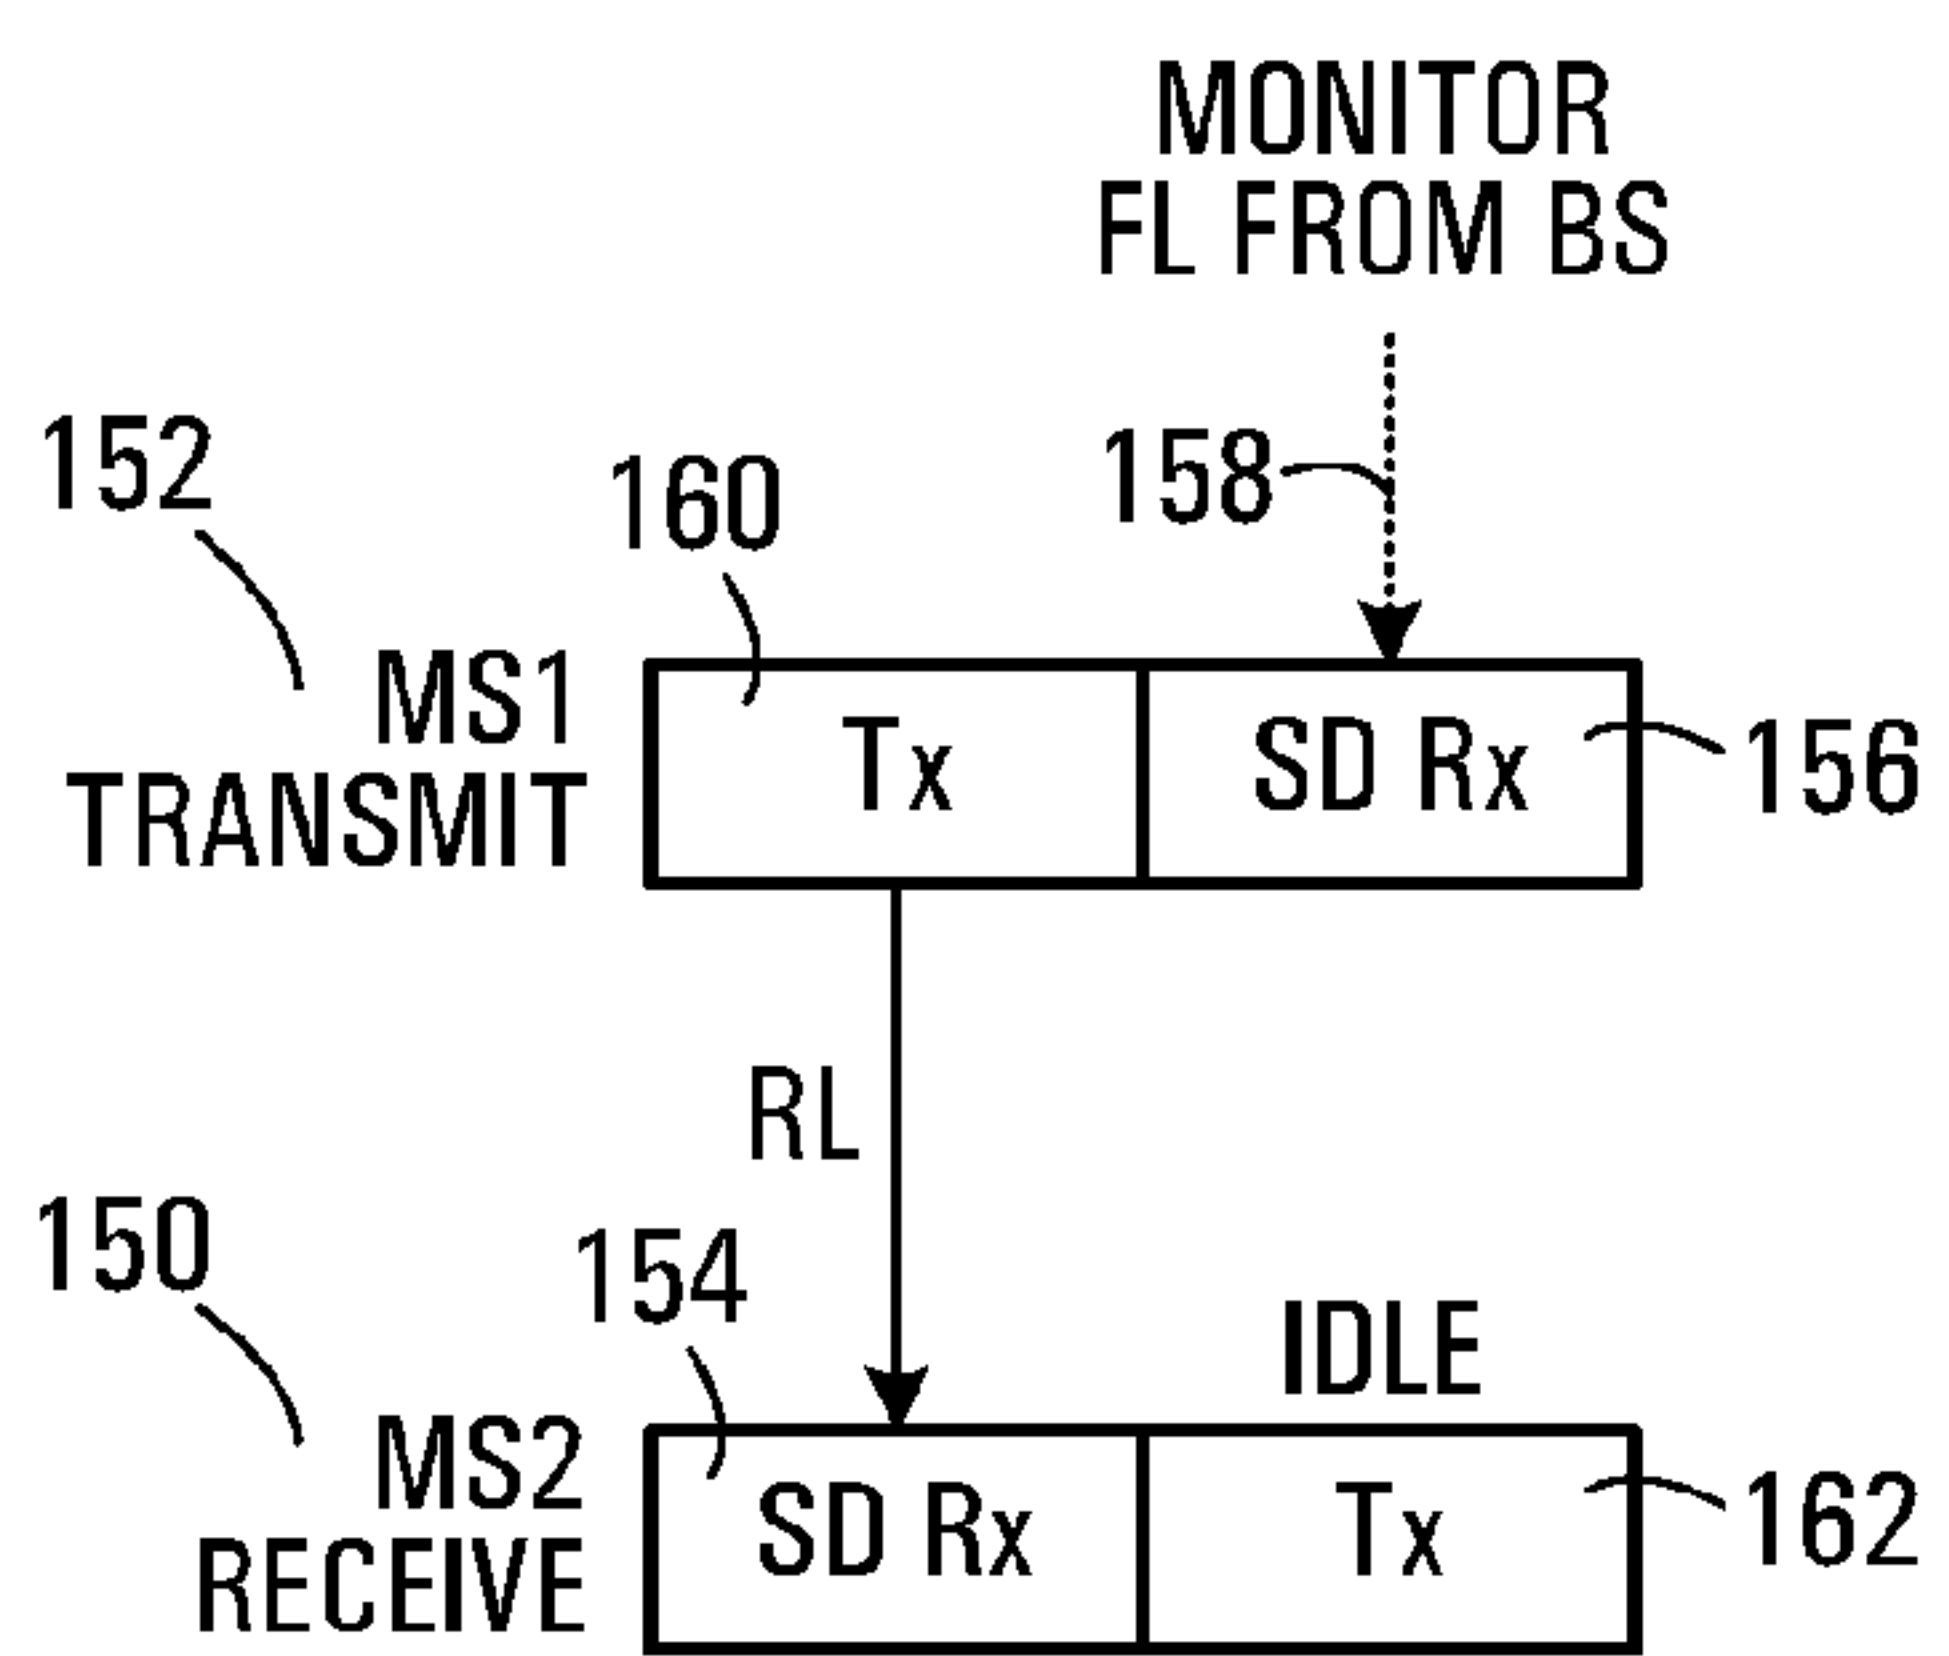 MONITOR
FL FROM BS
152
160
158
MS1
TRANSMIT
Tx
SD Rx
156
RL
150
154
IDLE
MS2
RECEIVE
SD Rx
Tx
162